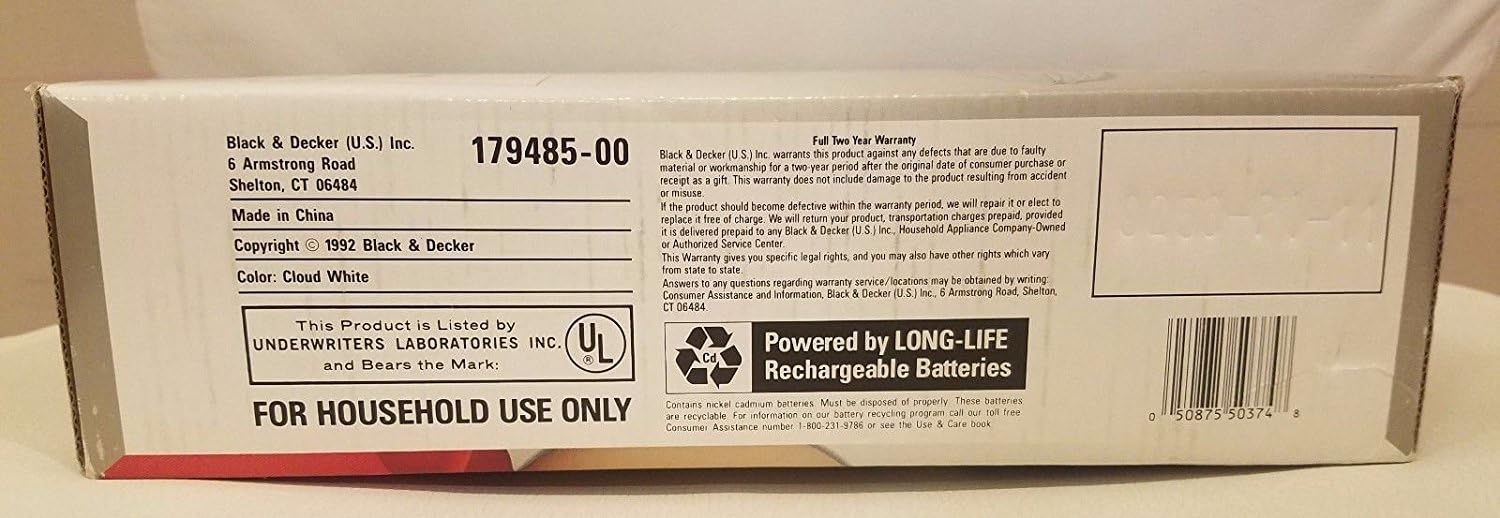 Black & Decker (U.S.) Inc.
6 Armstrong Road
Shelton, CT 06484
179485-00
Made in China
Copyright © 1992 Black & Decker
Color: Cloud White
This Product is Listed by
UNDERWRITERS LABORATORIES INC.
and Bears the Mark:
UL
®
FOR HOUSEHOLD USE ONLY
Full Two Year Warranty
Black & Decker (U.S.) Inc. warrants this product against any defects that are due to faulty
material or workmanship for a two-year period after the original date of consumer purchase or
receipt as a gift. This warranty does not include damage to the product resulting from accident
or misuse.
If the product should become defective within the warranty period, we will repair it or elect to
replace it free of charge. We will return your product, transportation charges prepaid, provided
it is delivered prepaid to any Black & Decker (U.S.) Inc., Household Appliance Company-Owned
or Authorized Service Center.
This Warranty gives you specific legal rights, and you may also have other rights which vary
from state to state.
Answers to any questions regarding warranty service/locations may be obtained by writing:
Consumer Assistance and Information, Black & Decker (U.S.) Inc., 6 Armstrong Road, Shelton,
CT 06484.
Cd
Powered by LONG-LIFE
Rechargeable Batteries
Contains nickel cadmium batteries. Must be disposed of properly. These batteries
are recyclable. For information on our battery recycling program call our toll free
Consumer Assistance number 1-800-231-9786 or see the Use & Care book.
0 50875 50374 8